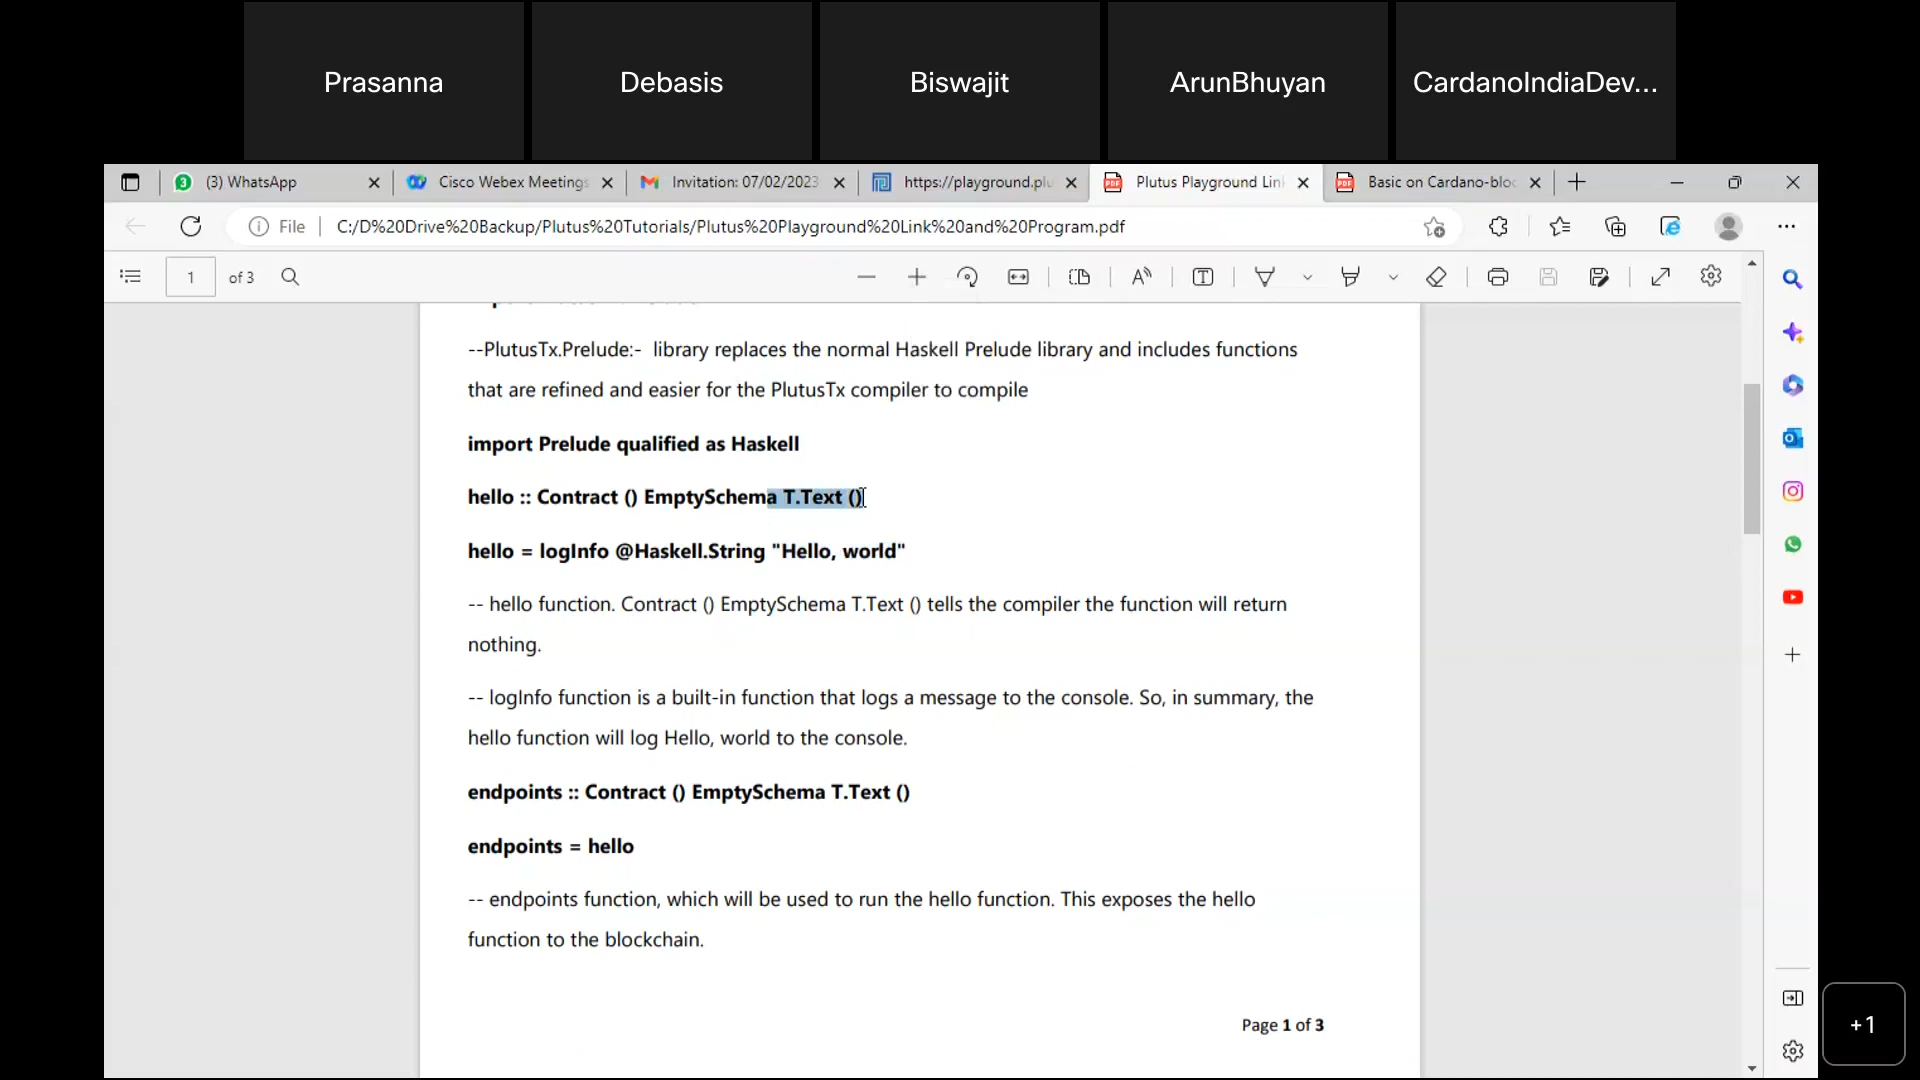 Prasanna
Debasis
Biswajit
ArunBhuyan
CardanoIndiaDev...
3 (3) WhatsApp
Cisco Webex Meetings
Invitation: 07/02/2023
https://playground.plu
Plutus Playground Lin
Basic on Cardano-bloc
File C:/D%20Drive%20Backup/Plutus%20Tutorials/Plutus%20Playground%20Link%20and%20Program.pdf
1 of 3
--PlutusTx.Prelude:-  library replaces the normal Haskell Prelude library and includes functions
that are refined and easier for the PlutusTx compiler to compile
import Prelude qualified as Haskell
hello :: Contract () EmptySchema T.Text ()
hello = logInfo @Haskell.String "Hello, world"
-- hello function. Contract () EmptySchema T.Text () tells the compiler the function will return
nothing.
-- logInfo function is a built-in function that logs a message to the console. So, in summary, the
hello function will log Hello, world to the console.
endpoints :: Contract () EmptySchema T.Text ()
endpoints = hello
-- endpoints function, which will be used to run the hello function. This exposes the hello
function to the blockchain.
Page 1 of 3
+1